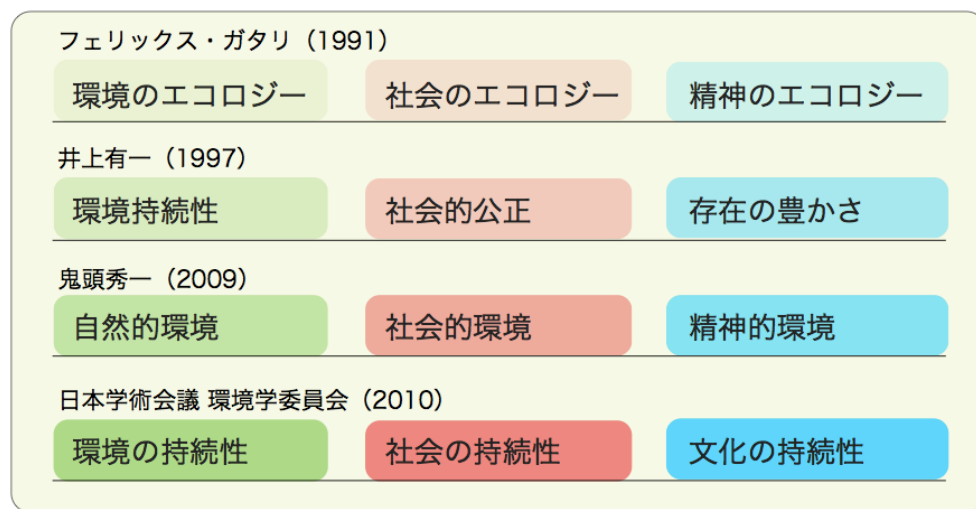 フェリックス・ガタリ（1991）
環境のエコロジー 社会のエコロジー 精神のエコロジー
井上有一（1997）
環境持続性 社会的公正 存在の豊かさ
鬼頭秀一（2009）
自然的環境 社会的環境 精神的環境
日本学術会議 環境学委員会（2010）
環境の持続性 社会の持続性 文化の持続性